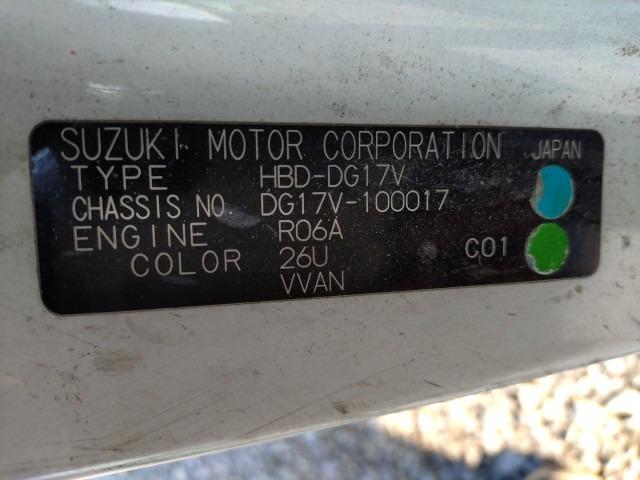 SUZUKI MOTOR CORPORATION JAPAN
TYPE HBD-DG17V
CHASSIS NO. DG17V-100017
ENGINE R06A
COLOR 26U C01
VVAN